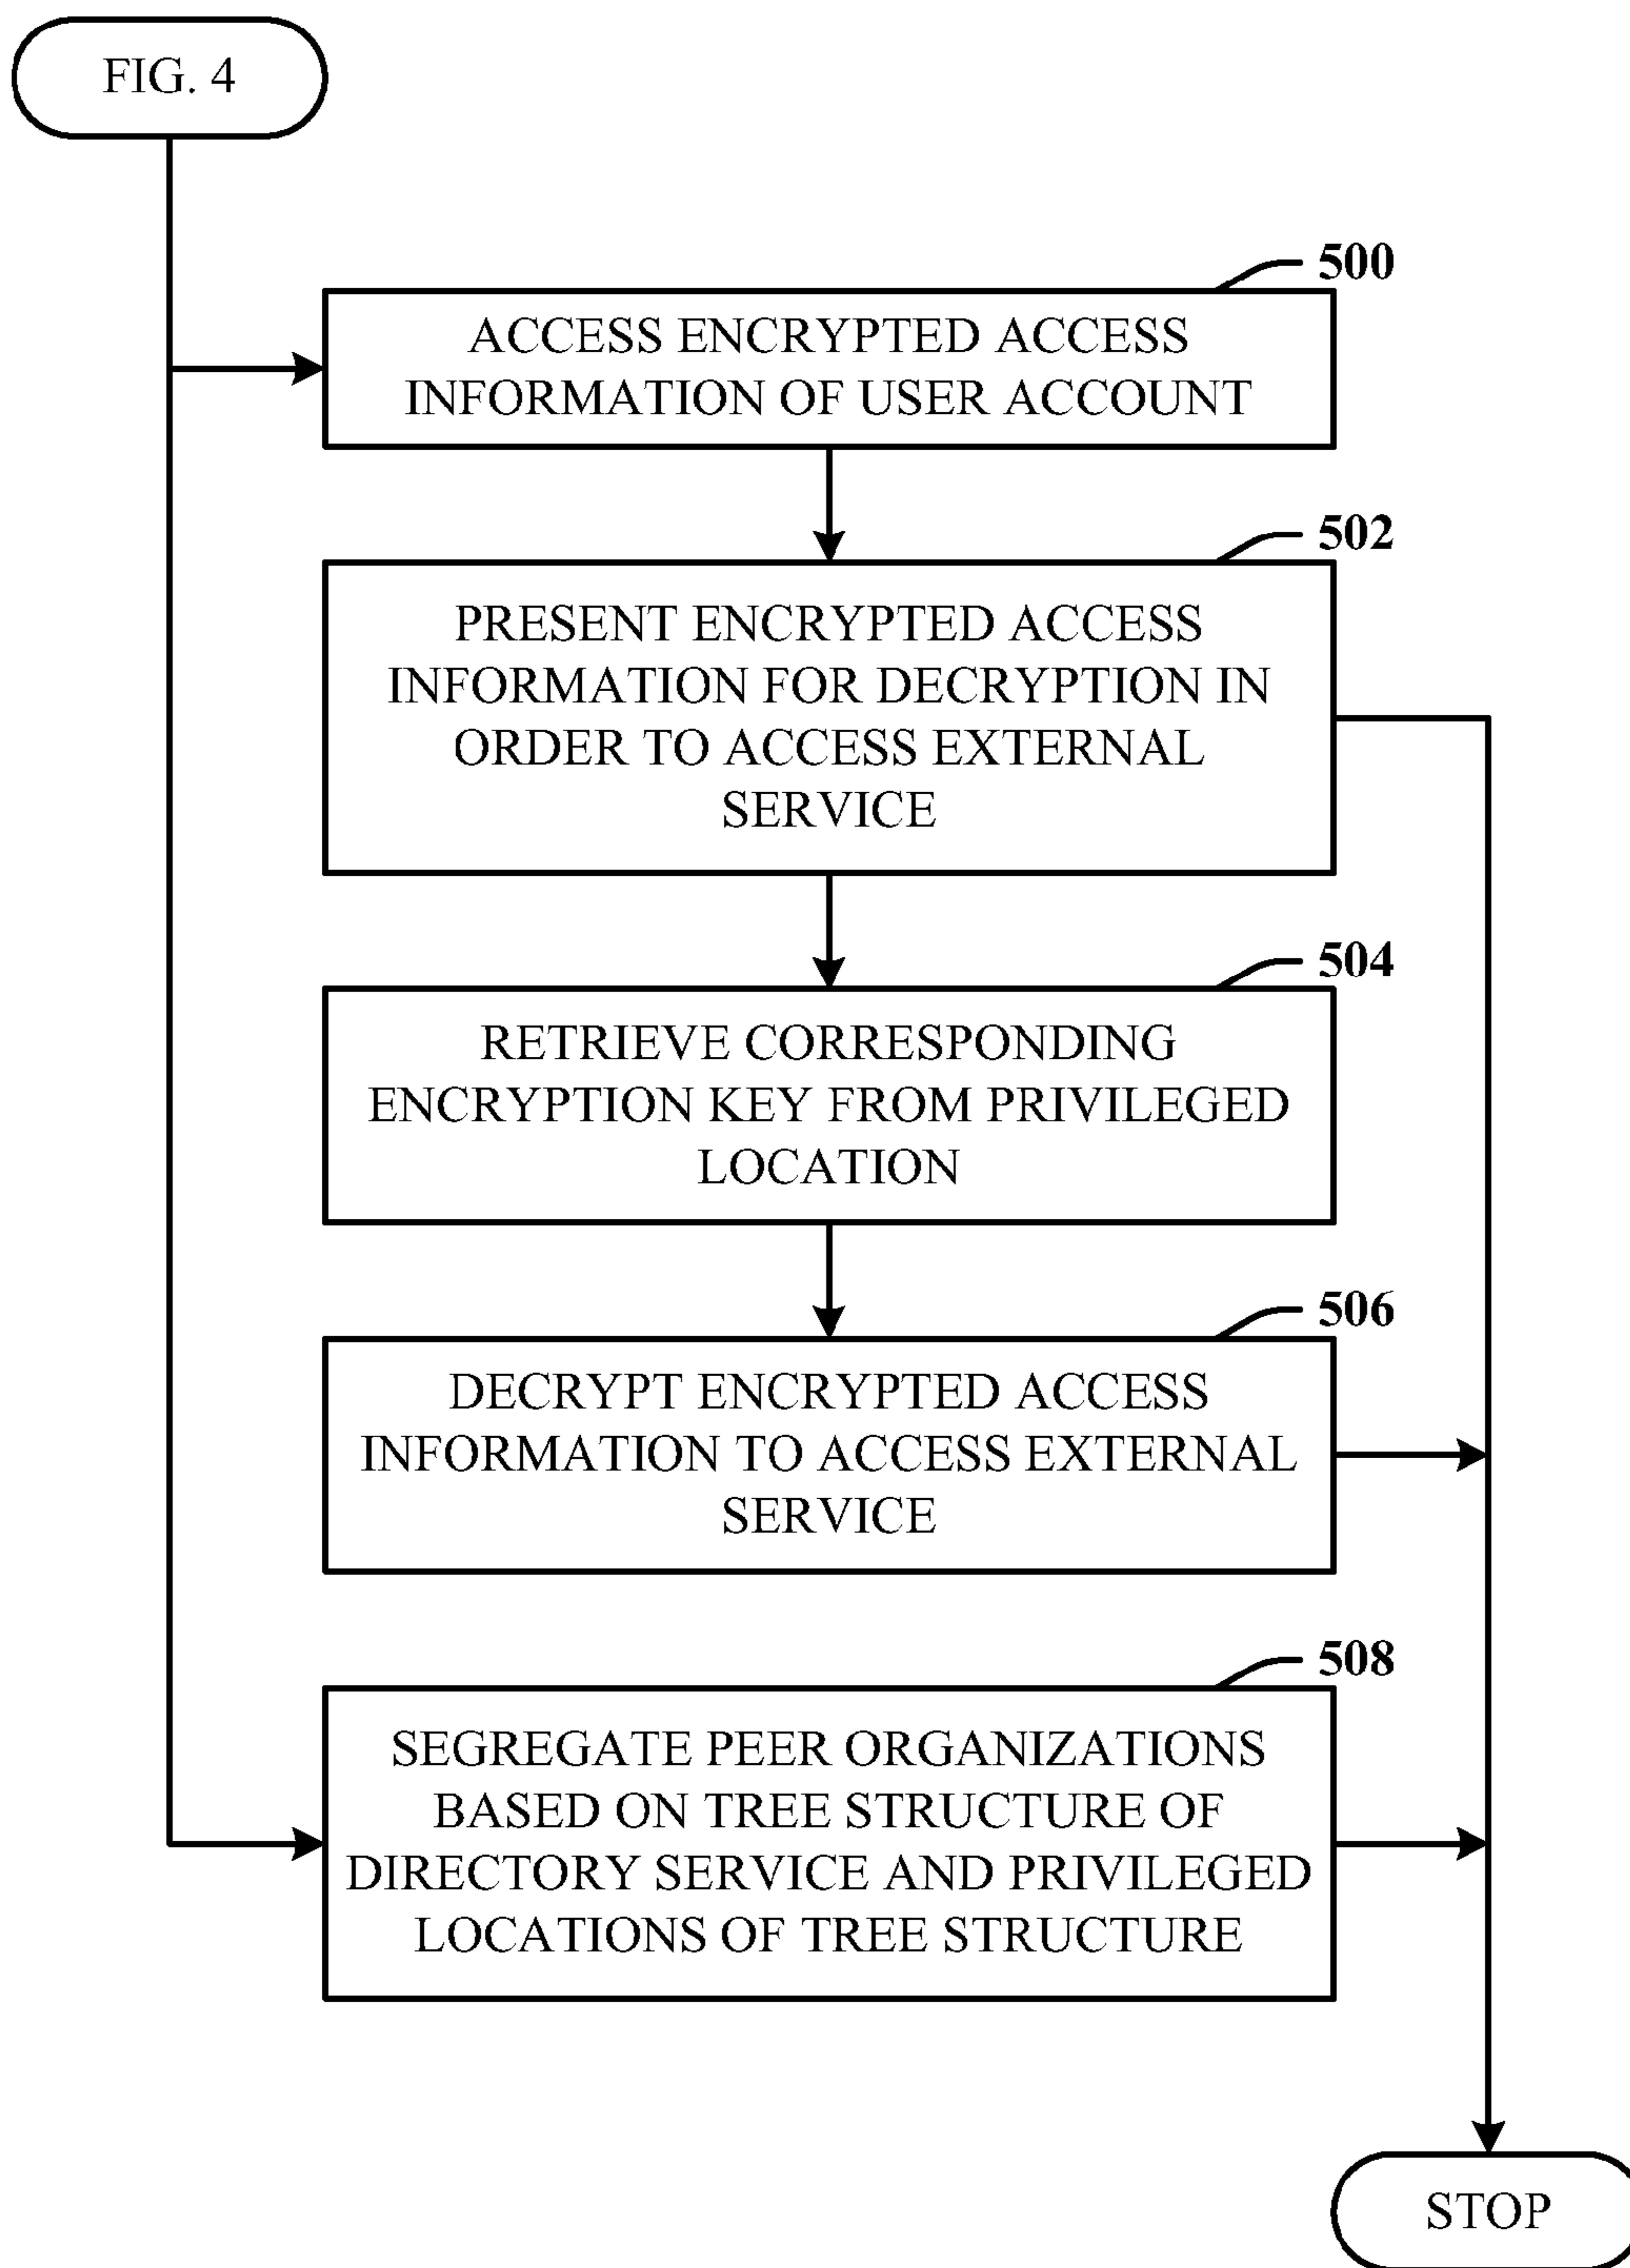 FIG. 4
500
ACCESS ENCRYPTED ACCESS
INFORMATION OF USER ACCOUNT
502
PRESENT ENCRYPTED ACCESS
INFORMATION FOR DECRYPTION IN
ORDER TO ACCESS EXTERNAL
SERVICE
504
RETRIEVE CORRESPONDING
ENCRYPTION KEY FROM PRIVILEGED
LOCATION
506
DECRYPT ENCRYPTED ACCESS
INFORMATION TO ACCESS EXTERNAL
SERVICE
508
SEGREGATE PEER ORGANIZATIONS
BASED ON TREE STRUCTURE OF
DIRECTORY SERVICE AND PRIVILEGED
LOCATIONS OF TREE STRUCTURE
STOP